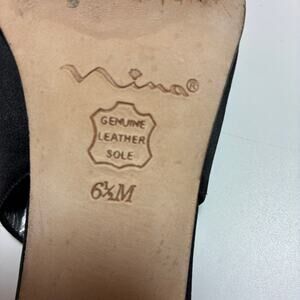 Nina®
GENUINE
LEATHER
SOLE
6½M